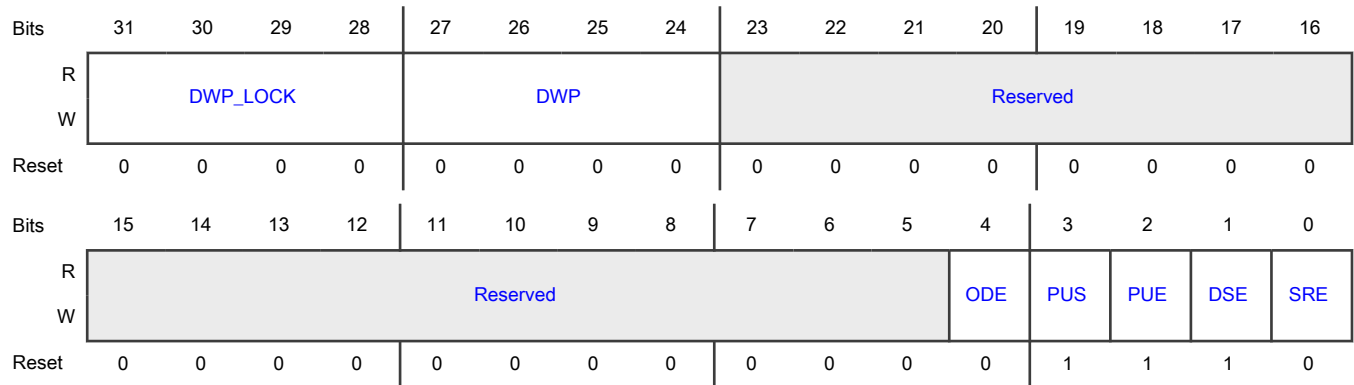 Bits 31 30 29 28 27 26 25 24 23 22 21 20 19 18 17 16
R
DWP_LOCK DWP Reserved
W
Reset 0 0 0 0 0 0 0 0 0 0 0 0 0 0 0 0
Bits 15 14 13 12 11 10 9 8 7 6 5 4 3 2 1 0
R
Reserved ODE PUS PUE DSE SRE
W
Reset 0 0 0 0 0 0 0 0 0 0 0 0 1 1 1 0